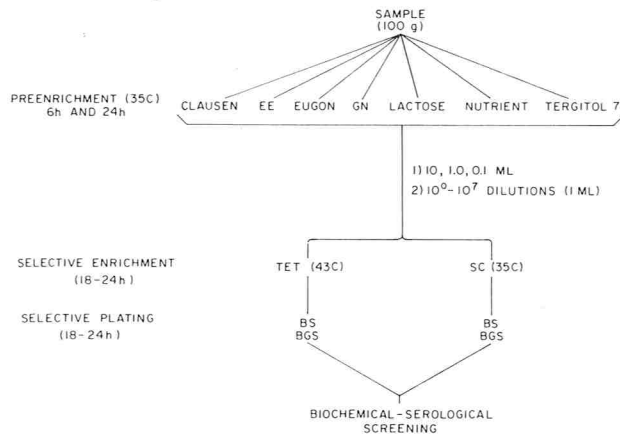 SAMPLE
(100 g)
PREENRICHMENT (35C)
6h AND 24h
CLAUSEN EE EUGON GN LACTOSE NUTRIENT TERGITOL 7
1) 10, 1.0, 0.1 ML
2) 10⁰-10⁷ DILUTIONS (1 ML)
SELECTIVE ENRICHMENT
(18-24h)
TET (43C) SC (35C)
SELECTIVE PLATING
(18-24h)
BS BS
BGS BGS
BIOCHEMICAL-SEROLOGICAL
SCREENING